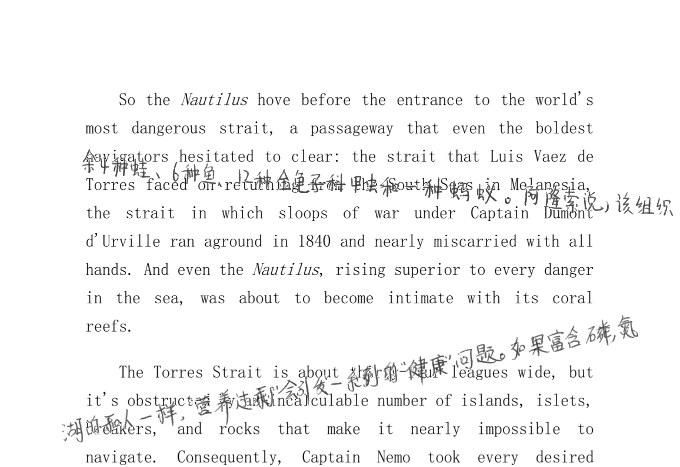 So the Nautilus hove before the entrance to the world's
most dangerous strait, a passageway that even the boldest
navigators hesitated to clear: the strait that Luis Vaez de
余4种蛙、6种鱼、12种金龟子科甲虫和一种蚂蚁。阿隆索说,该组织
Torres faced on returning from the South Seas in Melanesia,
the strait in which sloops of war under Captain Dumont
d'Urville ran aground in 1840 and nearly miscarried with all
hands. And even the Nautilus, rising superior to every danger
in the sea, was about to become intimate with its coral
reefs.
The Torres Strait is about thirty-four leagues wide, but
湖泊和人一样,营养过剩“会引发一系列的“健康”问题。如果富含磷,氮
it's obstructed by an incalculable number of islands, islets,
breakers, and rocks that make it nearly impossible to
navigate. Consequently, Captain Nemo took every desired